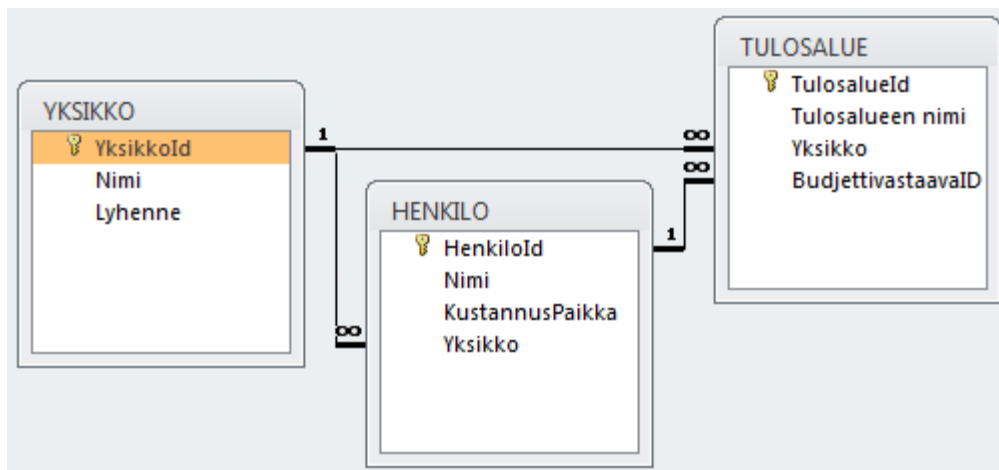 YKSIKKO
YksikkoId
Nimi
Lyhenne
1
∞
HENKILO
HenkiloId
Nimi
KustannusPaikka
Yksikko
1
∞
∞
TULOSALUE
TulosalueId
Tulosalueen nimi
Yksikko
BudjettivastaavaID